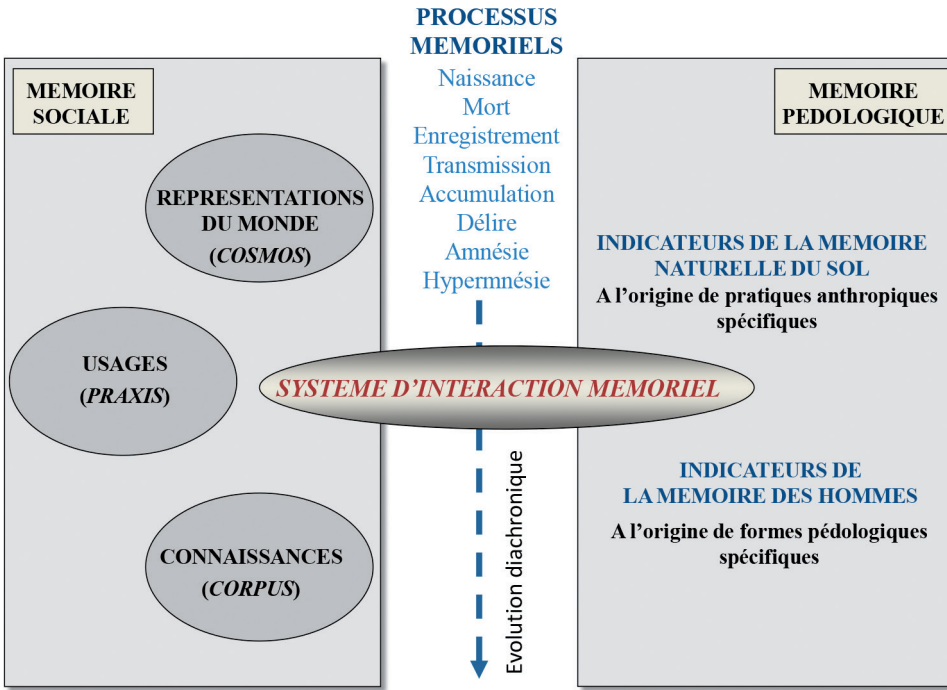 PROCESSUS
MEMORIELS
Naissance
Mort
Enregistrement
Transmission
Accumulation
Délire
Amnésie
Hypermnésie
MEMOIRE
SOCIALE
REPRESENTATIONS
DU MONDE
(COSMOS)
USAGES
(PRAXIS)
CONNAISSANCES
(CORPUS)
SYSTEME D'INTERACTION MEMORIEL
Evolution diachronique
MEMOIRE
PEDOLOGIQUE
INDICATEURS DE LA MEMOIRE
NATURELLE DU SOL
A l'origine de pratiques anthropiques
spécifiques
INDICATEURS DE
LA MEMOIRE DES HOMMES
A l'origine de formes pédologiques
spécifiques